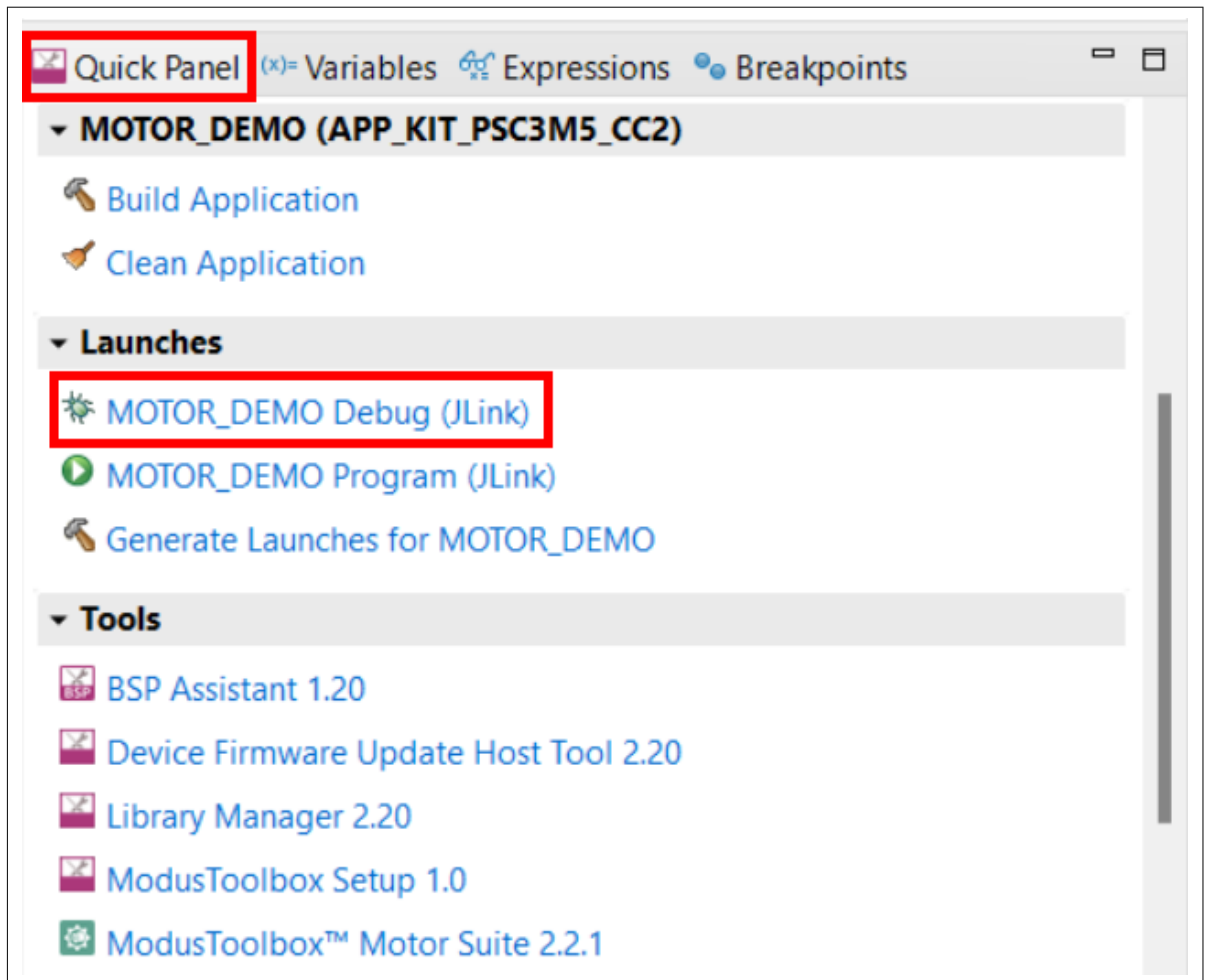 Quick Panel (x)= Variables Expressions Breakpoints
MOTOR_DEMO (APP_KIT_PSC3M5_CC2)
Build Application
Clean Application
Launches
MOTOR_DEMO Debug (JLink)
MOTOR_DEMO Program (JLink)
Generate Launches for MOTOR_DEMO
Tools
BSP BSP Assistant 1.20
Device Firmware Update Host Tool 2.20
Library Manager 2.20
ModusToolbox Setup 1.0
ModusToolbox™ Motor Suite 2.2.1